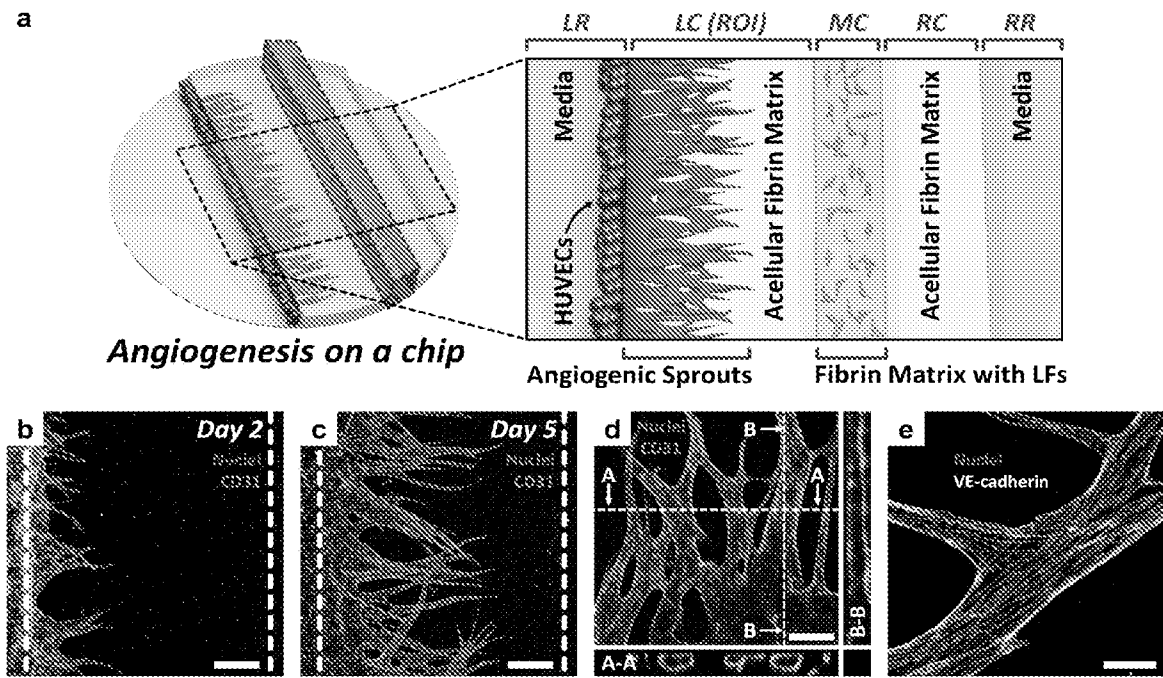 a
LR
LC (ROI)
MC
RC
RR
Media
HUVECs
Acellular Fibrin Matrix
Acellular Fibrin Matrix
Media
Angiogenesis on a chip
Angiogenic Sprouts
Fibrin Matrix with LFs
b
Day 2
Nuclei
CD31
c
Day 5
Nuclei
CD31
d
Nuclei
CD31
B
A
A
B
B-B
A-A
e
Nuclei
VE-cadherin